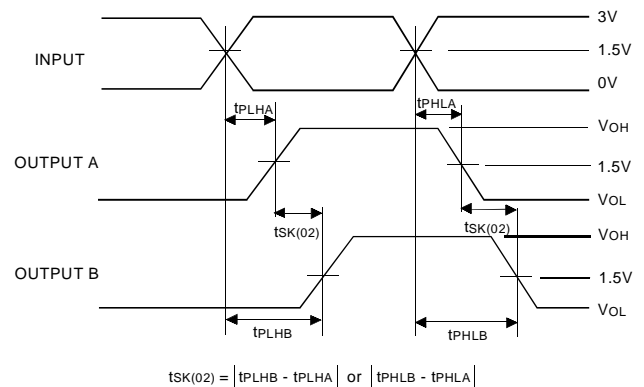 3V
INPUT
1.5V
0V
tPLHA
tPHLA
VOH
OUTPUT A
1.5V
VOL
tSK(02)
tSK(02)
VOH
OUTPUT B
1.5V
VOL
tPLHB
tPHLB
tSK(02) = |tPLHB - tPLHA| or |tPHLB - tPHLA|